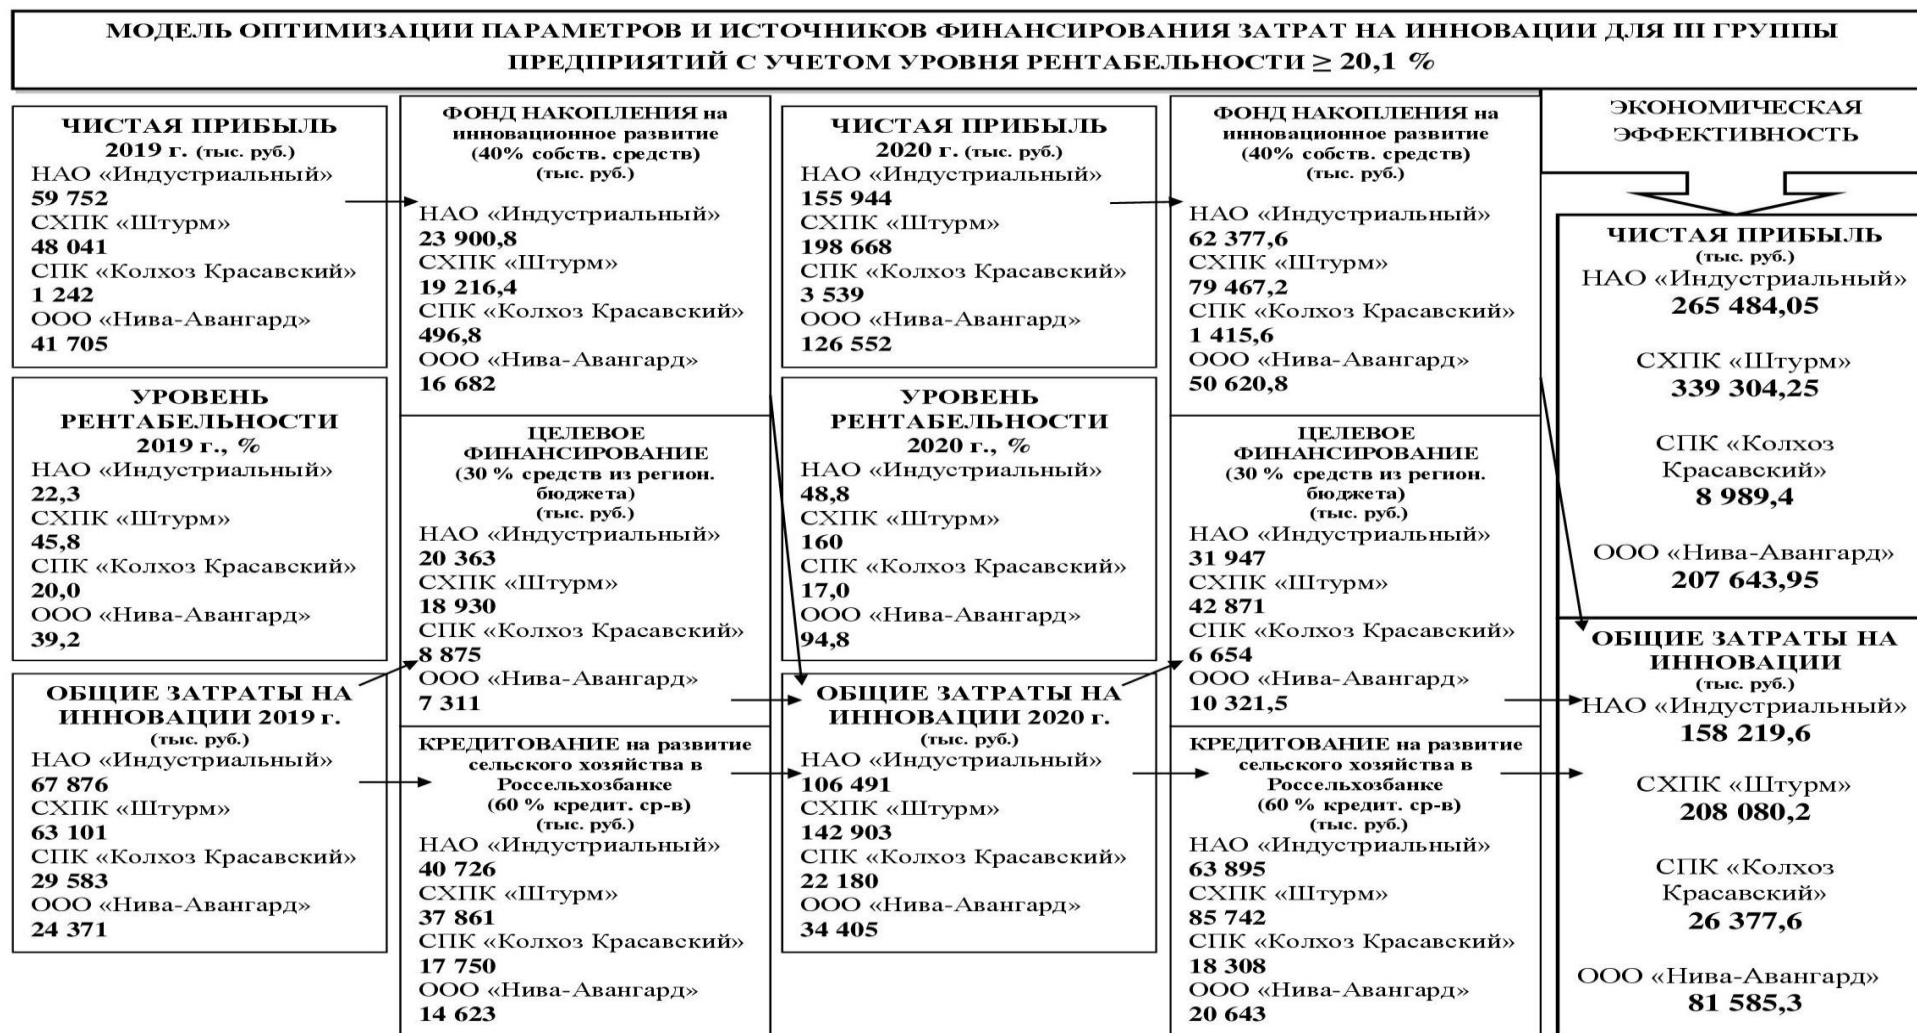 МОДЕЛЬ ОПТИМИЗАЦИИ ПАРАМЕТРОВ И ИСТОЧНИКОВ ФИНАНСИРОВАНИЯ ЗАТРАТ НА ИННОВАЦИИ ДЛЯ III ГРУППЫ
ПРЕДПРИЯТИЙ С УЧЕТОМ УРОВНЯ РЕНТАБЕЛЬНОСТИ ≥ 20,1 %
ЧИСТАЯ ПРИБЫЛЬ
2019 г. (тыс. руб.)
НАО «Индустриальный»
59 752
СХПК «Штурм»
48 041
СПК «Колхоз Красавский»
1 242
ООО «Нива-Авангард»
41 705
УРОВЕНЬ
РЕНТАБЕЛЬНОСТИ
2019 г., %
НАО «Индустриальный»
22,3
СХПК «Штурм»
45,8
СПК «Колхоз Красавский»
20,0
ООО «Нива-Авангард»
39,2
ОБЩИЕ ЗАТРАТЫ НА
ИННОВАЦИИ 2019 г.
(тыс. руб.)
НАО «Индустриальный»
67 876
СХПК «Штурм»
63 101
СПК «Колхоз Красавский»
29 583
ООО «Нива-Авангард»
24 371
ФОНД НАКОПЛЕНИЯ на
инновационное развитие
(40% собств. средств)
(тыс. руб.)
НАО «Индустриальный»
23 900,8
СХПК «Штурм»
19 216,4
СПК «Колхоз Красавский»
496,8
ООО «Нива-Авангард»
16 682
ЦЕЛЕВОЕ
ФИНАНСИРОВАНИЕ
(30 % средств из регион.
бюджета)
(тыс. руб.)
НАО «Индустриальный»
20 363
СХПК «Штурм»
18 930
СПК «Колхоз Красавский»
8 875
ООО «Нива-Авангард»
7 311
КРЕДИТОВАНИЕ на развитие
сельского хозяйства в
Россельхозбанке
(60 % кредит. ср-в)
(тыс. руб.)
НАО «Индустриальный»
40 726
СХПК «Штурм»
37 861
СПК «Колхоз Красавский»
17 750
ООО «Нива-Авангард»
14 623
ЧИСТАЯ ПРИБЫЛЬ
2020 г. (тыс. руб.)
НАО «Индустриальный»
155 944
СХПК «Штурм»
198 668
СПК «Колхоз Красавский»
3 539
ООО «Нива-Авангард»
126 552
УРОВЕНЬ
РЕНТАБЕЛЬНОСТИ
2020 г., %
НАО «Индустриальный»
48,8
СХПК «Штурм»
160
СПК «Колхоз Красавский»
17,0
ООО «Нива-Авангард»
94,8
ОБЩИЕ ЗАТРАТЫ НА
ИННОВАЦИИ 2020 г.
(тыс. руб.)
НАО «Индустриальный»
106 491
СХПК «Штурм»
142 903
СПК «Колхоз Красавский»
22 180
ООО «Нива-Авангард»
34 405
ФОНД НАКОПЛЕНИЯ на
инновационное развитие
(40% собств. средств)
(тыс. руб.)
НАО «Индустриальный»
62 377,6
СХПК «Штурм»
79 467,2
СПК «Колхоз Красавский»
1 415,6
ООО «Нива-Авангард»
50 620,8
ЦЕЛЕВОЕ
ФИНАНСИРОВАНИЕ
(30 % средств из регион.
бюджета)
(тыс. руб.)
НАО «Индустриальный»
31 947
СХПК «Штурм»
42 871
СПК «Колхоз Красавский»
6 654
ООО «Нива-Авангард»
10 321,5
КРЕДИТОВАНИЕ на развитие
сельского хозяйства в
Россельхозбанке
(60 % кредит. ср-в)
(тыс. руб.)
НАО «Индустриальный»
63 895
СХПК «Штурм»
85 742
СПК «Колхоз Красавский»
18 308
ООО «Нива-Авангард»
20 643
ЭКОНОМИЧЕСКАЯ
ЭФФЕКТИВНОСТЬ
ЧИСТАЯ ПРИБЫЛЬ
(тыс. руб.)
НАО «Индустриальный»
265 484,05
СХПК «Штурм»
339 304,25
СПК «Колхоз
Красавский»
8 989,4
ООО «Нива-Авангард»
207 643,95
ОБЩИЕ ЗАТРАТЫ НА
ИННОВАЦИИ
(тыс. руб.)
НАО «Индустриальный»
158 219,6
СХПК «Штурм»
208 080,2
СПК «Колхоз
Красавский»
26 377,6
ООО «Нива-Авангард»
81 585,3